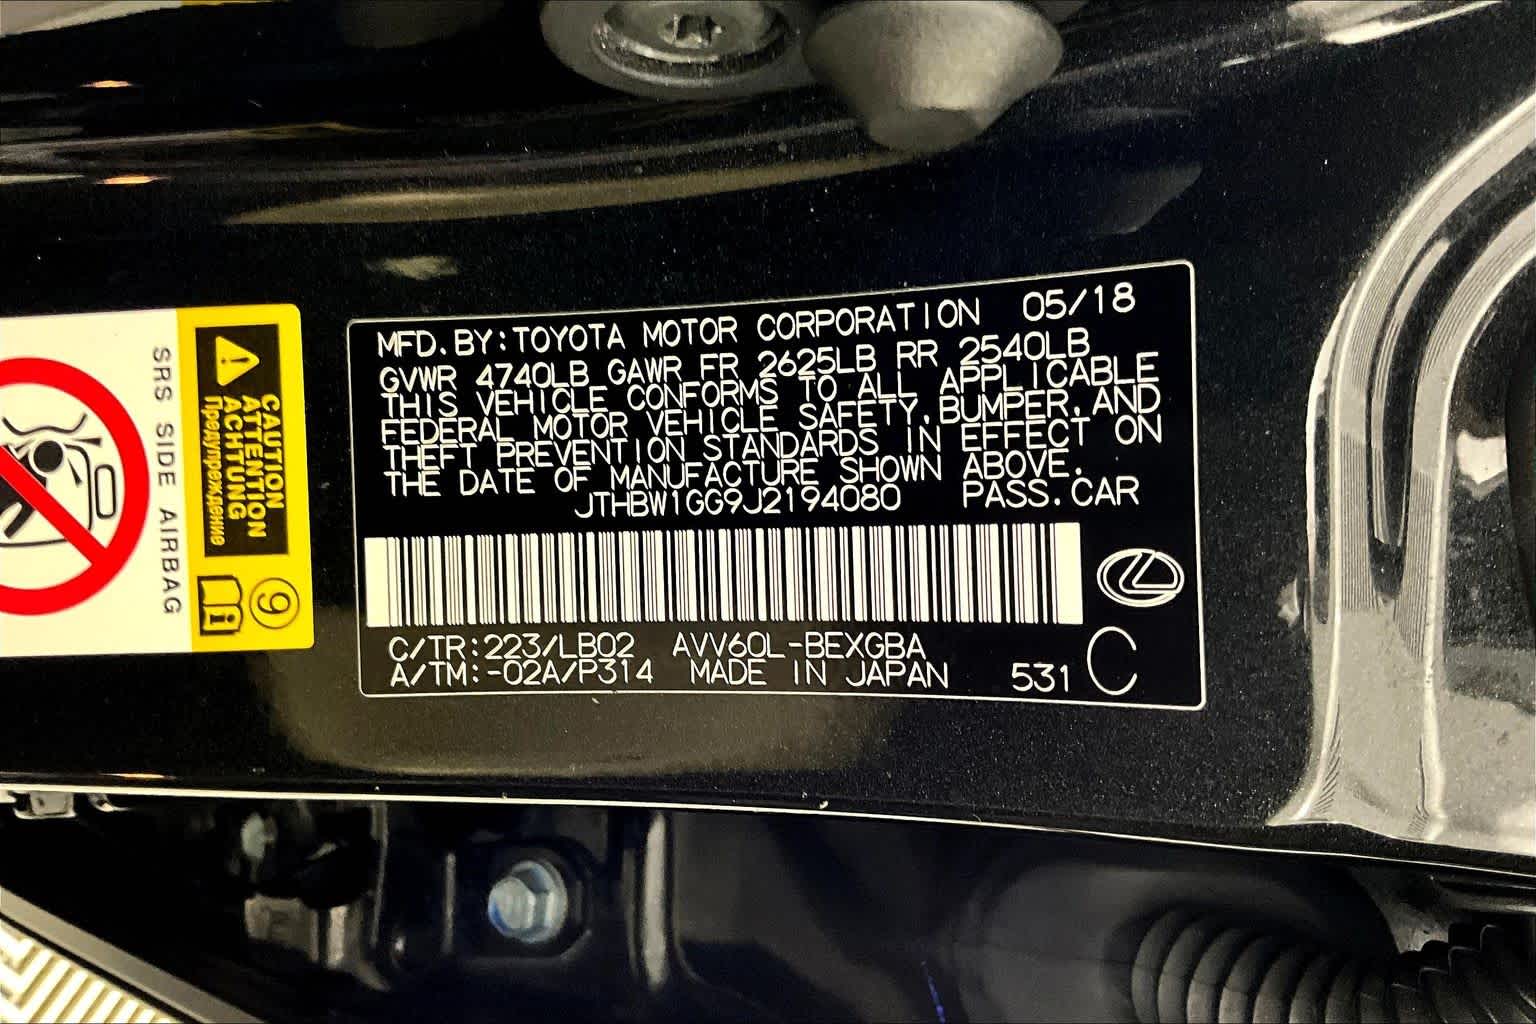 MFD. BY: TOYOTA MOTOR CORPORATION 05/18
GVWR 4740LB GAWR FR 2625LB RR 2540LB
THIS VEHICLE CONFORMS TO ALL APPLICABLE
FEDERAL MOTOR VEHICLE SAFETY, BUMPER, AND
THEFT PREVENTION STANDARDS IN EFFECT ON
THE DATE OF MANUFACTURE SHOWN ABOVE.
JTHBW1GG9J2194080 PASS. CAR
C/TR: 223/LB02 AVV60L-BEXGBA
A/TM: -02A/P314 MADE IN JAPAN 531 C
CAUTION
ATTENTION
ACHTUNG
Предупреждение
9
SRS SIDE AIRBAG